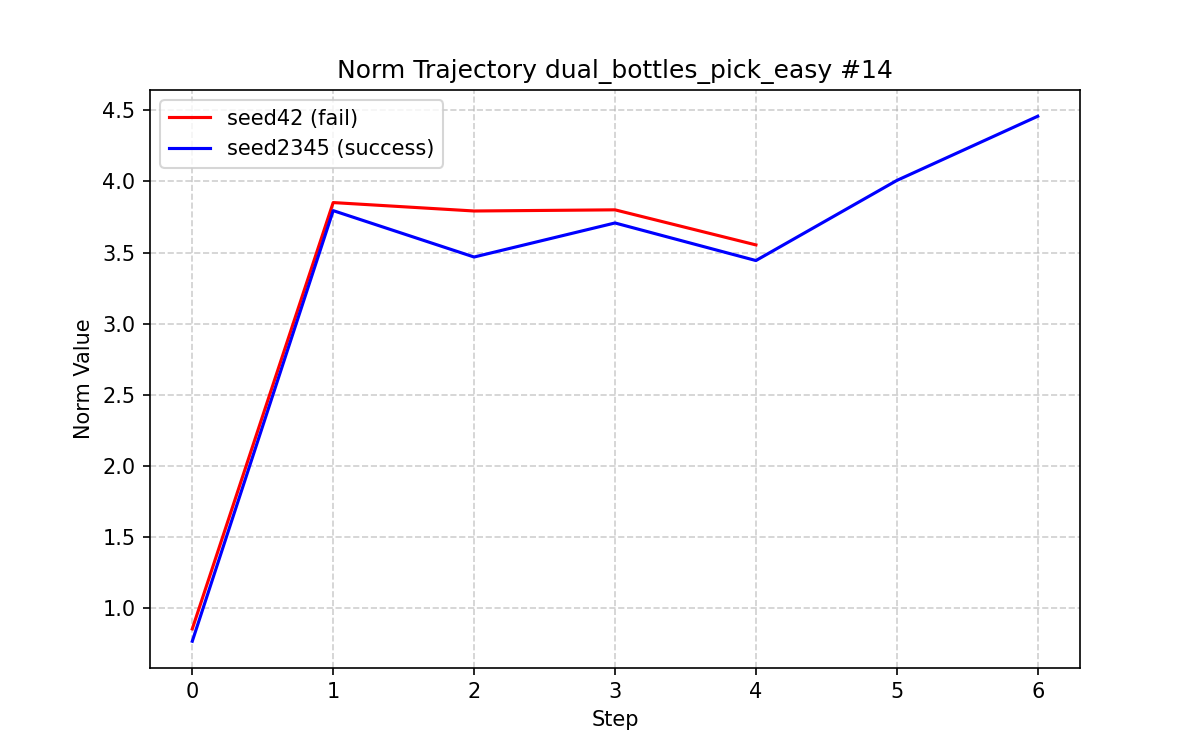 Norm Trajectory dual_bottles_pick_easy #14
seed42 (fail)
seed2345 (success)
Norm Value
4.5
4.0
3.5
3.0
2.5
2.0
1.5
1.0
0 1 2 3 4 5 6
Step